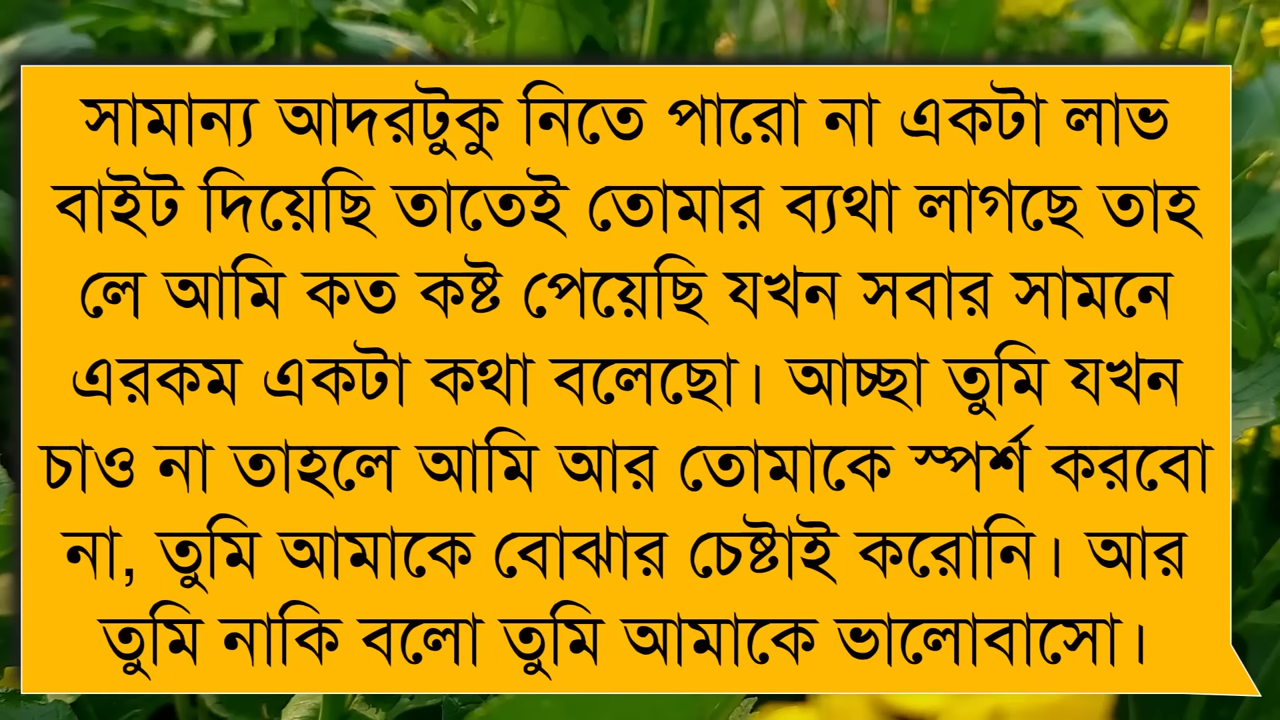 সামান্য আদরটুকু নিতে পারো না একটা লাভ
বাইট দিয়েছি তাতেই তোমার ব্যথা লাগছে তাহ
লে আমি কত কষ্ট পেয়েছি যখন সবার সামনে
এরকম একটা কথা বলেছো। আচ্ছা তুমি যখন
চাও না তাহলে আমি আর তোমাকে স্পর্শ করবো
না, তুমি আমাকে বোঝার চেষ্টাই করোনি। আর
তুমি নাকি বলো তুমি আমাকে ভালোবাসো।